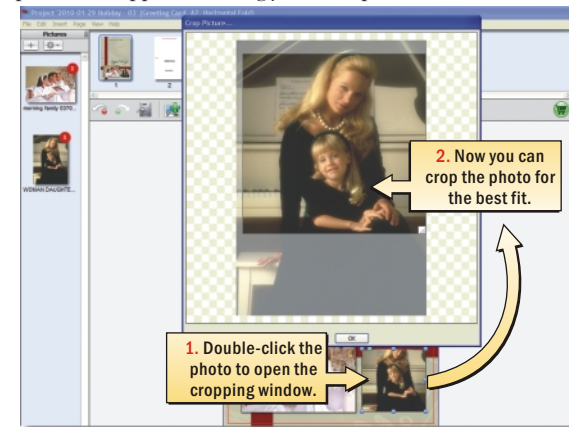 Project '2010-01-29 Holiday - 03' (Greeting Card, A7, Horizontal Fold)
File Edit Insert Page View Help
Crop Picture...
Pictures
1
2
morning family 0370...
WOMAN DAUGHTE...
2. Now you can
crop the photo for
the best fit.
OK
1. Double-click the
photo to open the
cropping window.